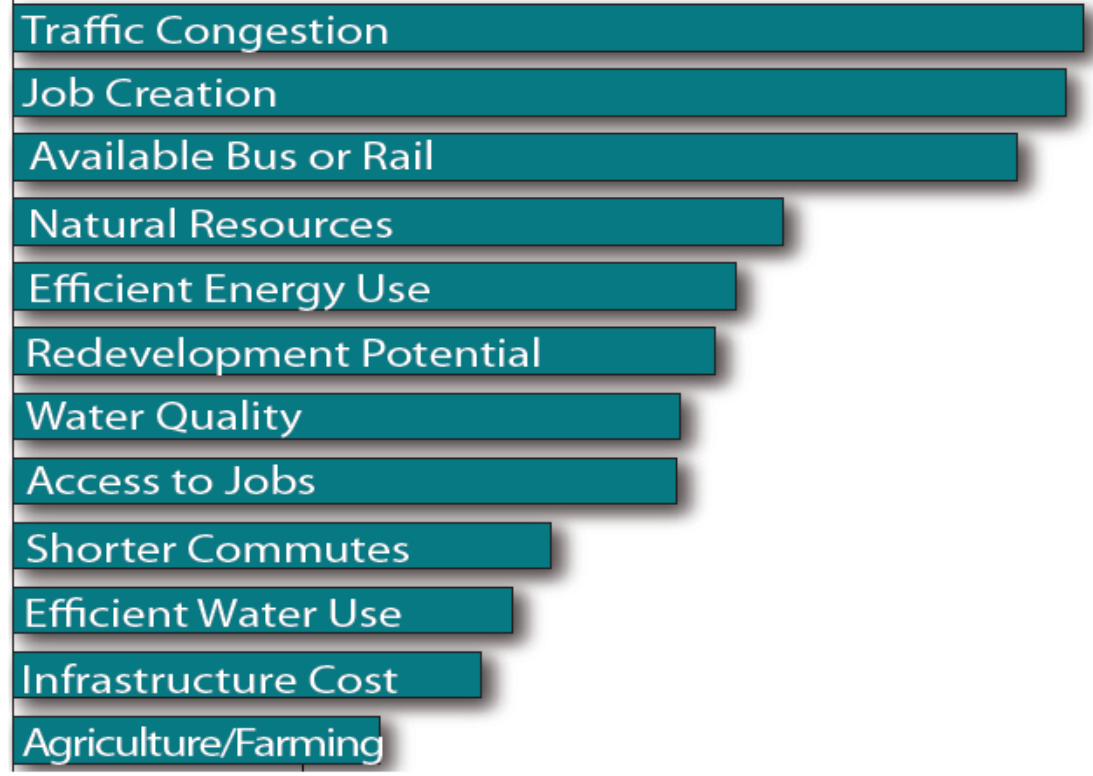 Traffic Congestion
Job Creation
Available Bus or Rail
Natural Resources
Efficient Energy Use
Redevelopment Potential
Water Quality
Access to Jobs
Shorter Commutes
Efficient Water Use
Infrastructure Cost
Agriculture/Farming